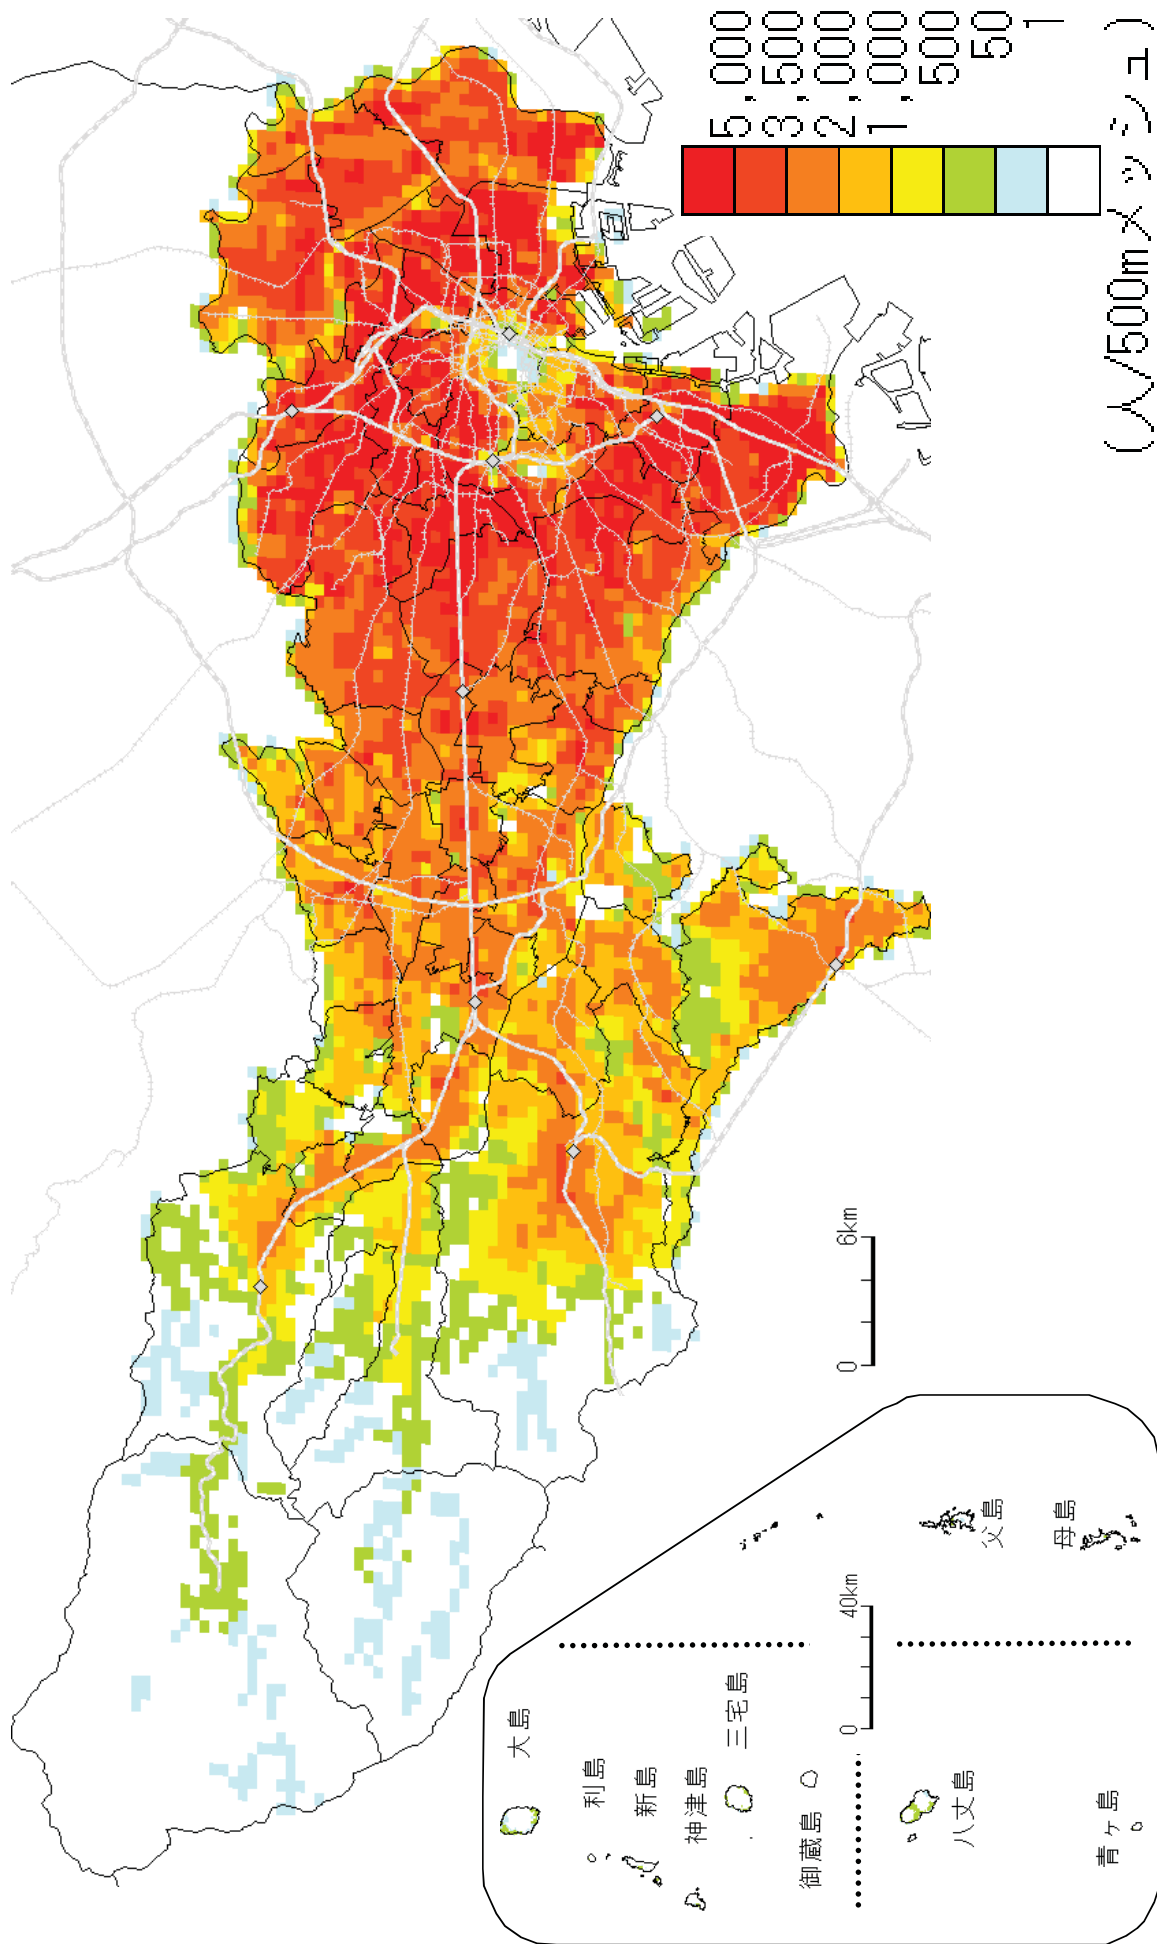 5,000
3,500
2,000
1,000
500
50
1
(人/500mメッシュ)
0
6km
大島
利島
新島
神津島
三宅島
御蔵島
0
40km
八丈島
青ヶ島
父島
母島